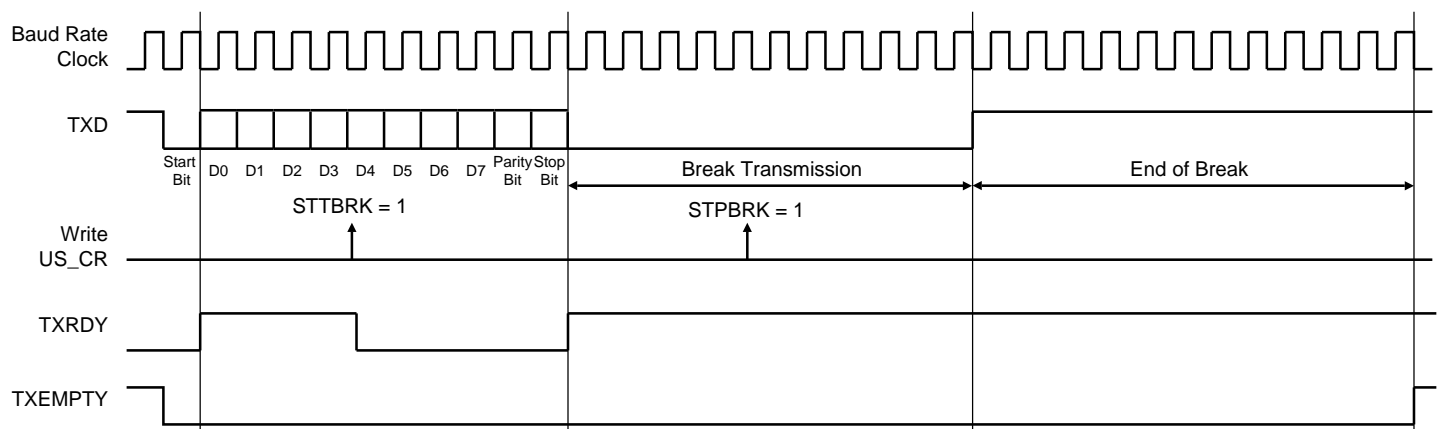 Baud Rate
Clock
TXD
Start
Bit
D0 D1 D2 D3 D4 D5 D6 D7
Parity
Bit
Stop
Bit
Break Transmission
End of Break
STTBRK = 1
STPBRK = 1
Write
US_CR
TXRDY
TXEMPTY